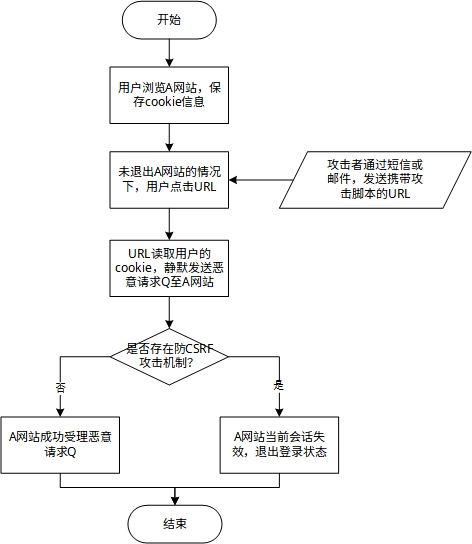 开始
用户浏览A网站，保
存cookie信息
未退出A网站的情况
下，用户点击URL
攻击者通过短信或
邮件，发送携带攻
击脚本的URL
URL读取用户的
cookie，静默发送恶
意请求Q至A网站
是否存在防CSRF
攻击机制？
否
是
A网站成功受理恶意
请求Q
A网站当前会话失
效，退出登录状态
结束